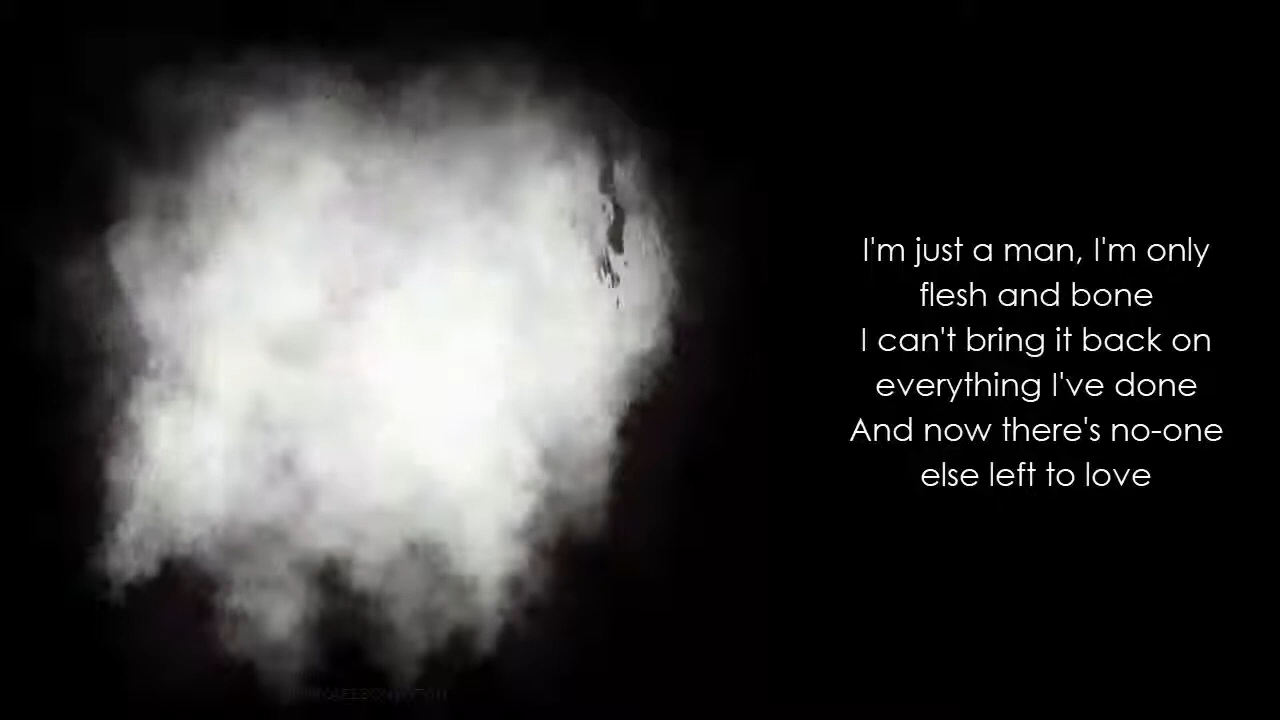 I'm just a man, I'm only
flesh and bone
I can't bring it back on
everything I've done
And now there's no-one
else left to love